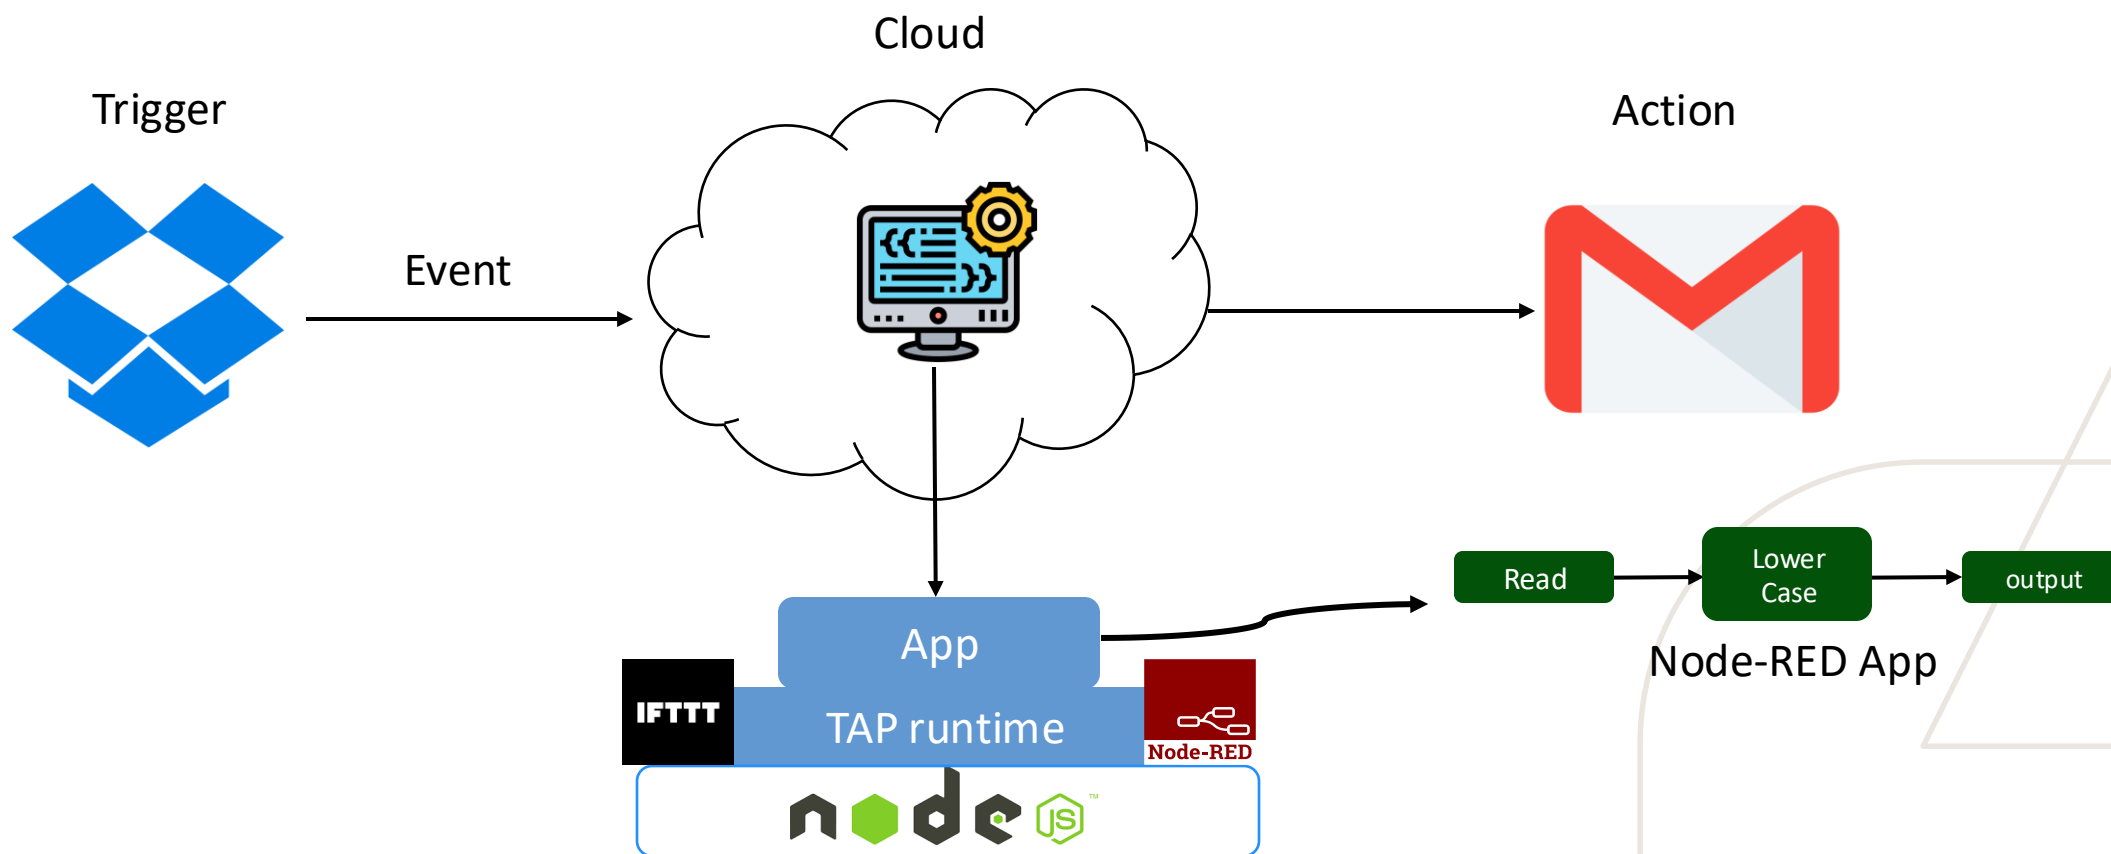 Cloud
Trigger
Action
Event
Read
Lower
Case
output
App
Node-RED App
IFTTT
TAP runtime
Node-RED
node
JS
TM